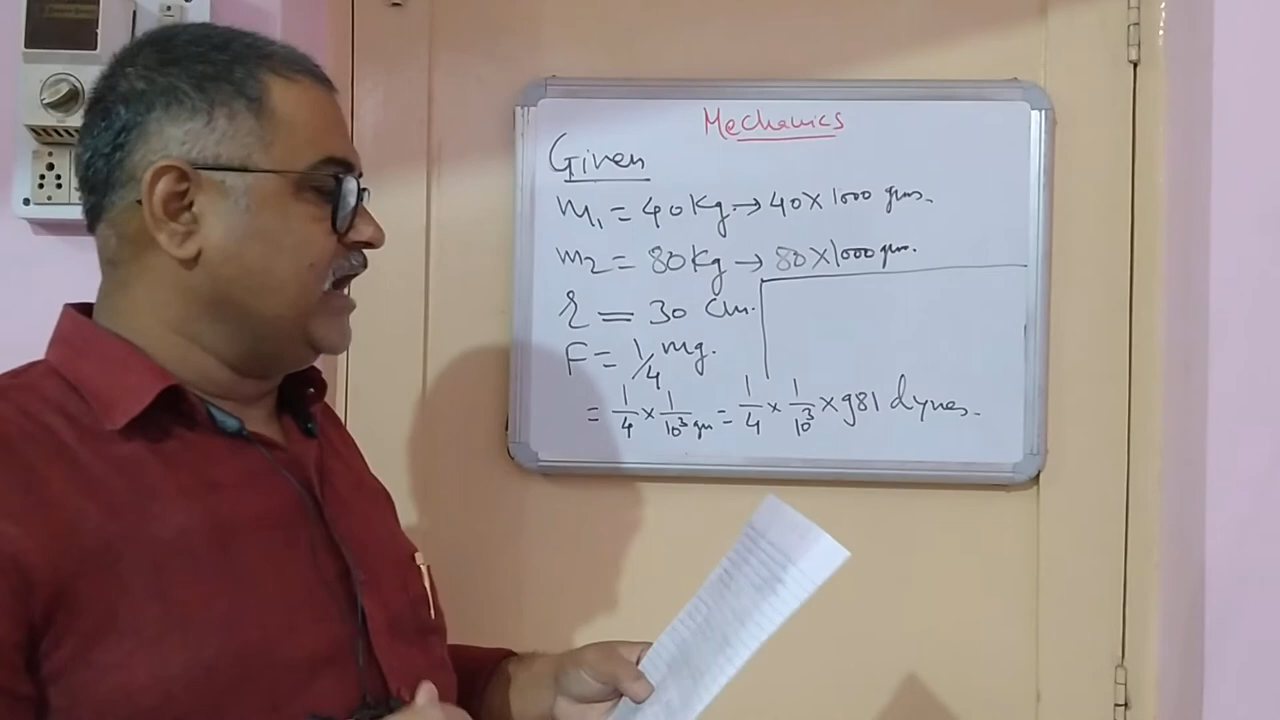 Mechanics
Given
m₁ = 40 Kg. → 40 X 1000 gms.
m2 = 80 Kg → 80 X 1000 gm.
r = 30 cm.
F = 1/4 mg.
= 1/4 × 1/10³ gm = 1/4 × 1/10³ × 981 dynes.